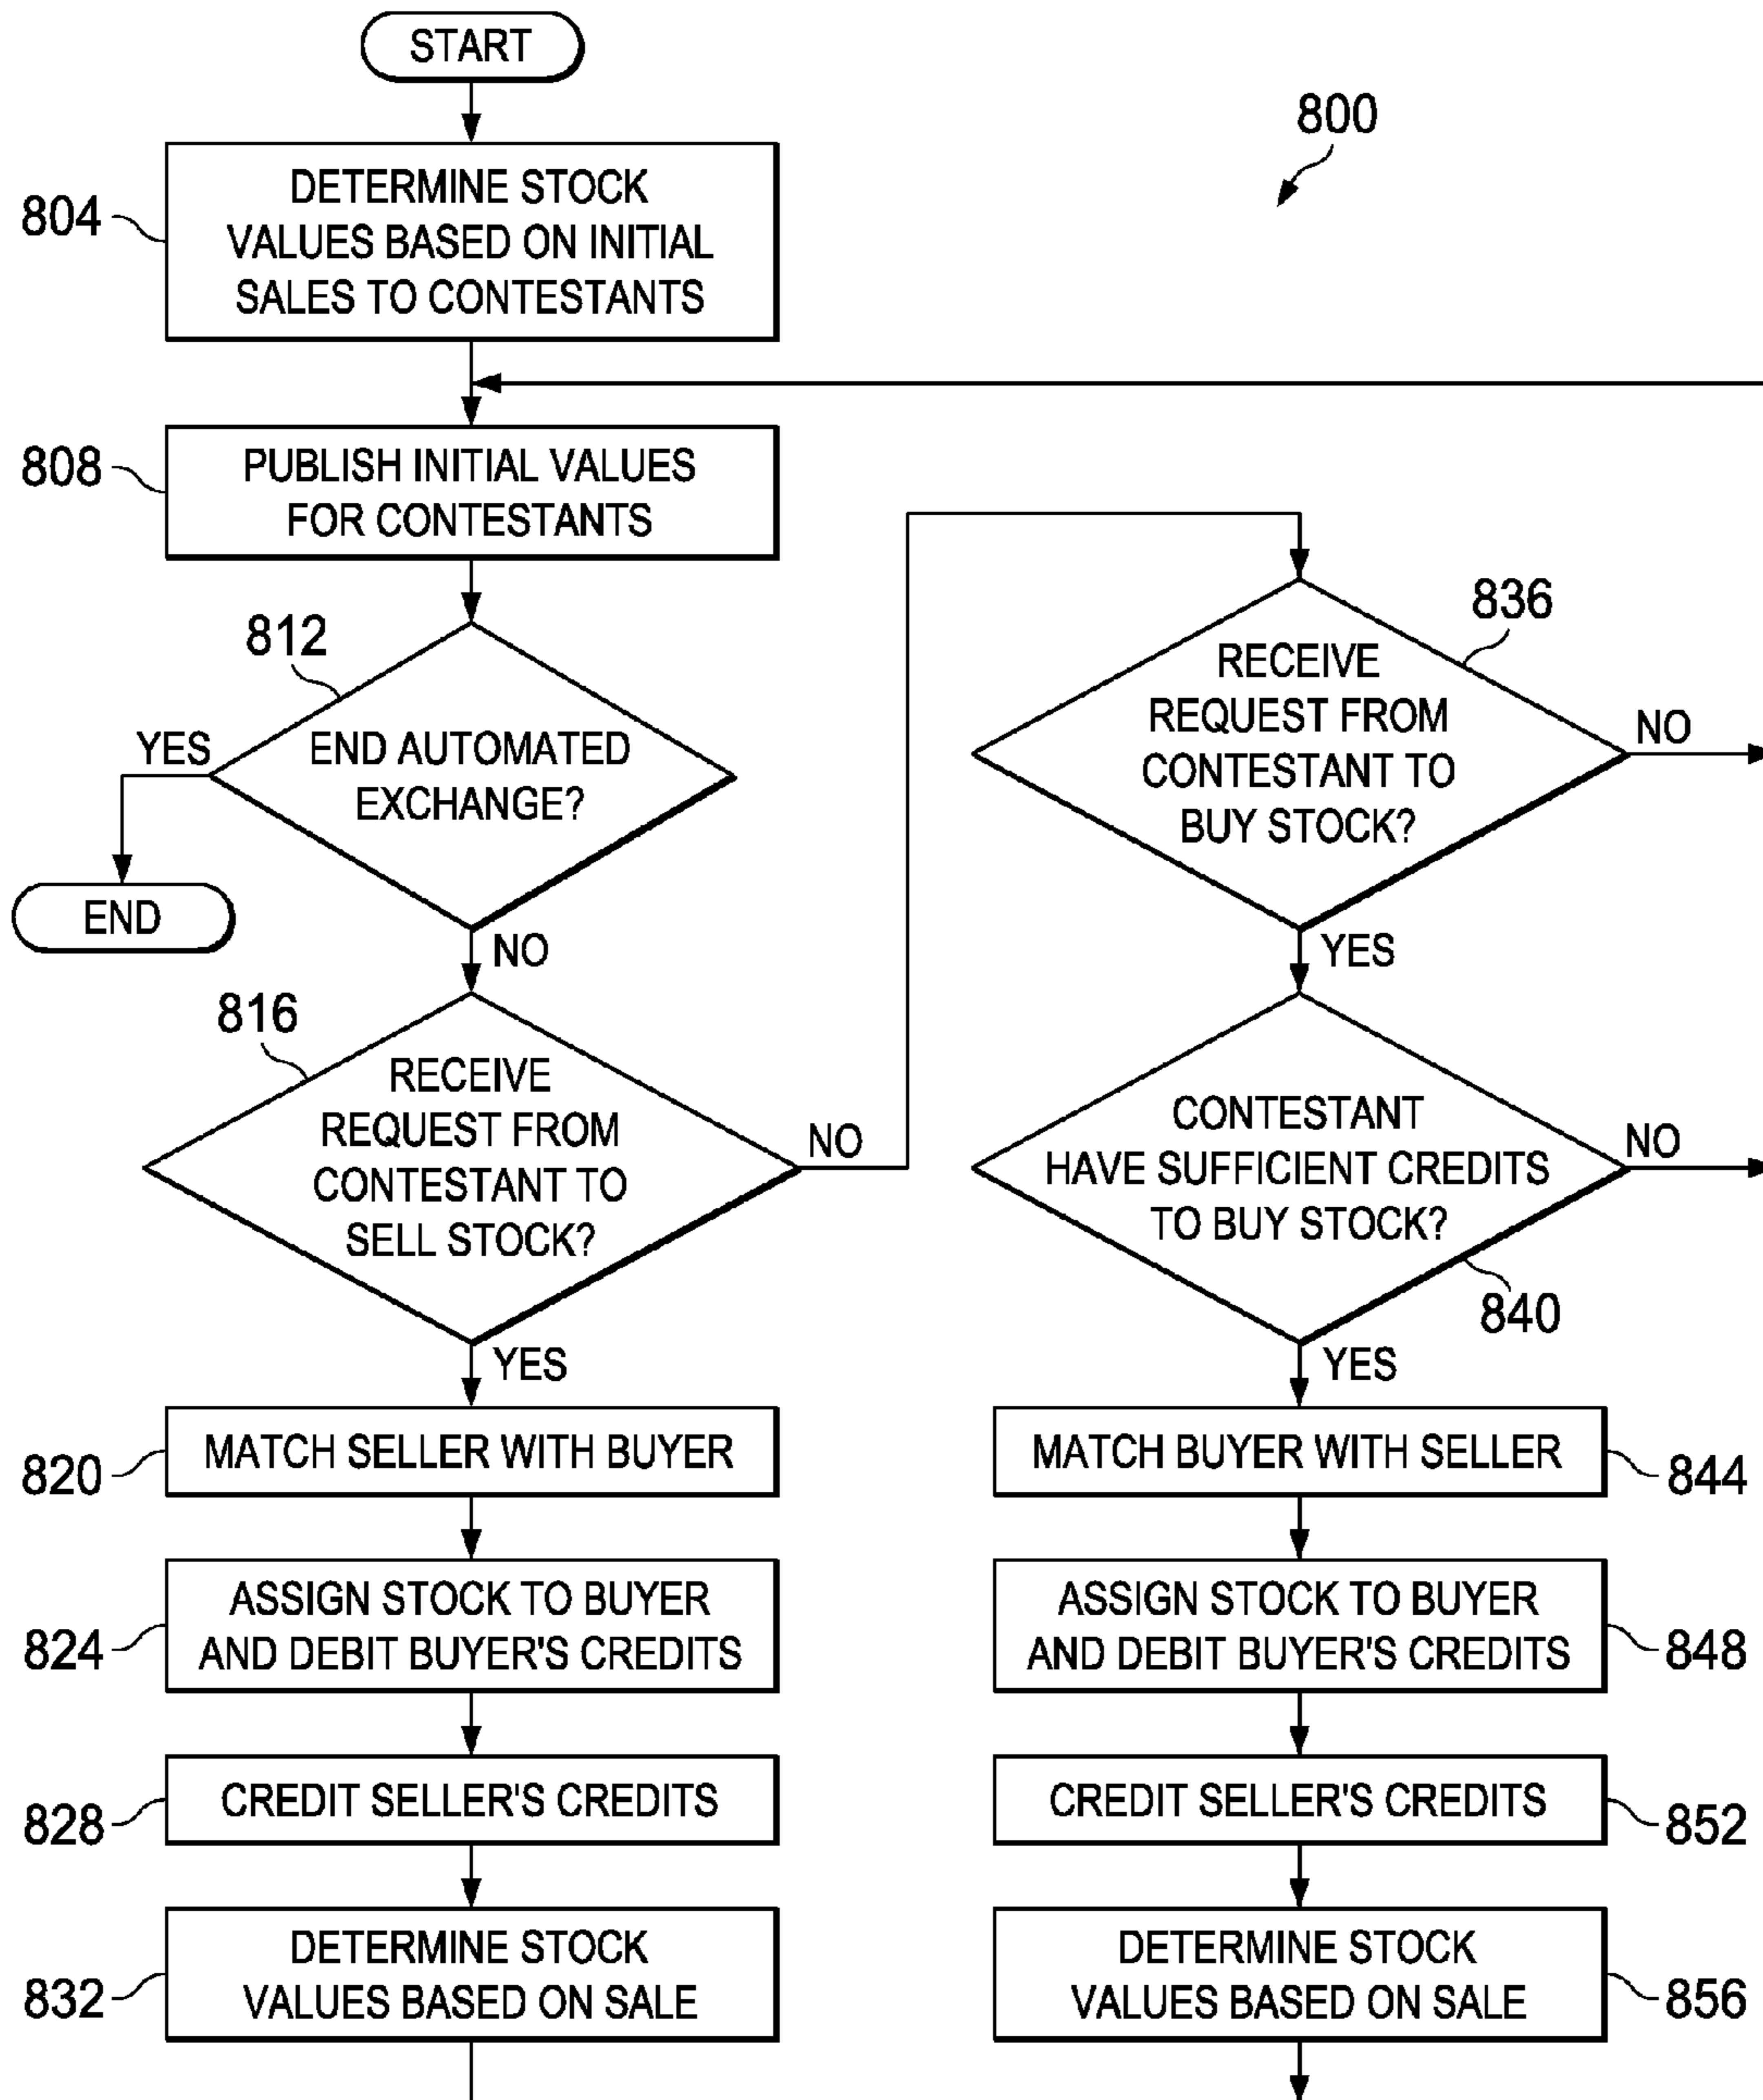 START
800
804
DETERMINE STOCK
VALUES BASED ON INITIAL
SALES TO CONTESTANTS
808
PUBLISH INITIAL VALUES
FOR CONTESTANTS
812
END AUTOMATED
EXCHANGE?
YES
END
NO
816
RECEIVE
REQUEST FROM
CONTESTANT TO
SELL STOCK?
NO
YES
820
MATCH SELLER WITH BUYER
824
ASSIGN STOCK TO BUYER
AND DEBIT BUYER'S CREDITS
828
CREDIT SELLER'S CREDITS
832
DETERMINE STOCK
VALUES BASED ON SALE
836
RECEIVE
REQUEST FROM
CONTESTANT TO
BUY STOCK?
NO
YES
CONTESTANT
HAVE SUFFICIENT CREDITS
TO BUY STOCK?
NO
840
YES
MATCH BUYER WITH SELLER
844
ASSIGN STOCK TO BUYER
AND DEBIT BUYER'S CREDITS
848
CREDIT SELLER'S CREDITS
852
DETERMINE STOCK
VALUES BASED ON SALE
856